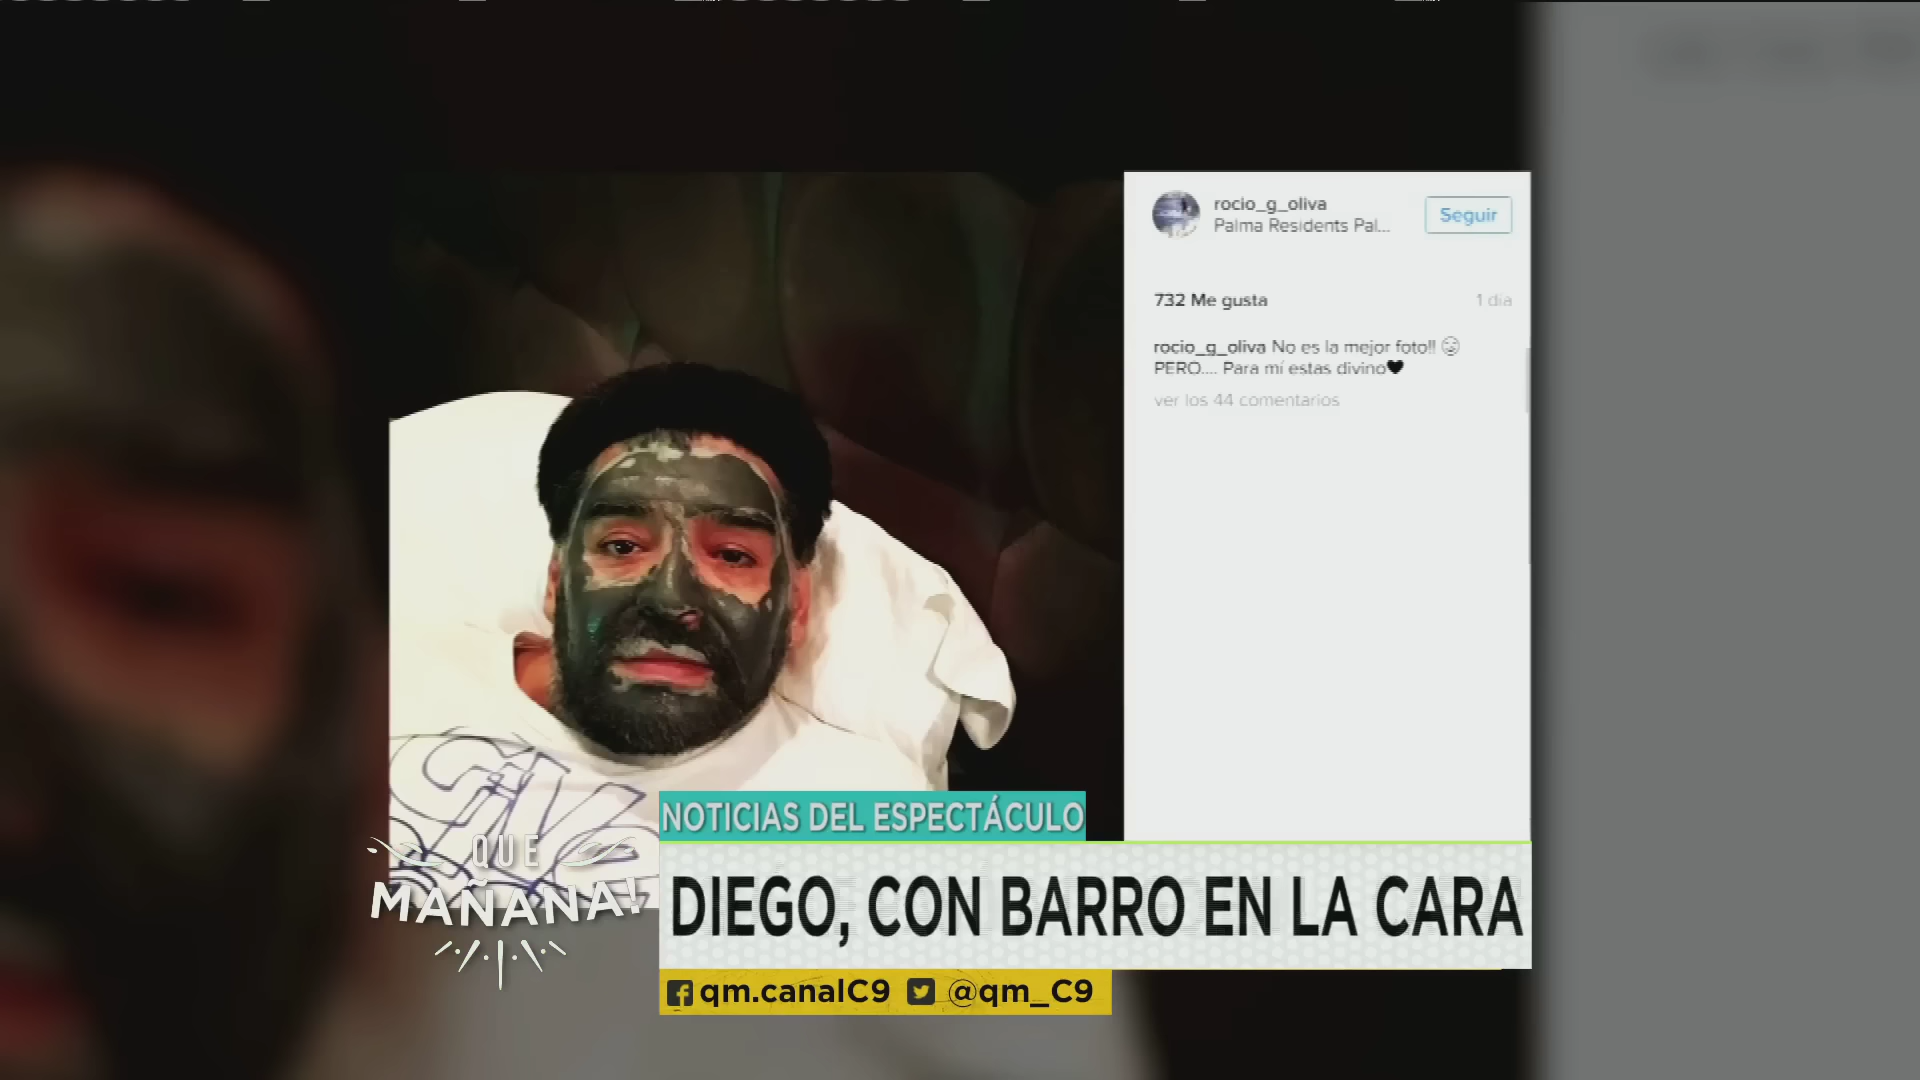 rocio_g_oliva
Palma Residents Pal...
Seguir
732 Me gusta
1 día
rocio_g_oliva No es la mejor foto!!
PERO.... Para mí estas divino🖤
ver los 44 comentarios
NOTICIAS DEL ESPECTÁCULO
QUE
MAÑANA!
DIEGO, CON BARRO EN LA CARA
qm.canalC9 @qm_C9